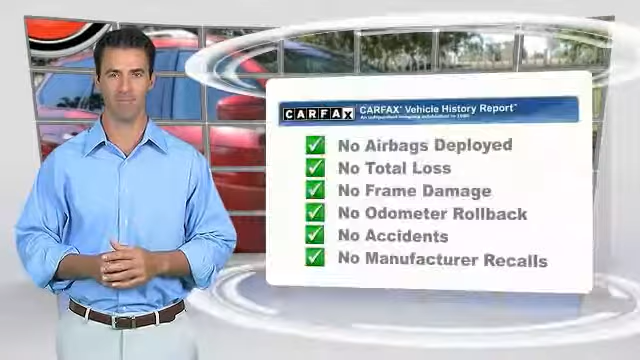 CARFAX CARFAX® Vehicle History Report™
No Airbags Deployed
No Total Loss
No Frame Damage
No Odometer Rollback
No Accidents
No Manufacturer Recalls